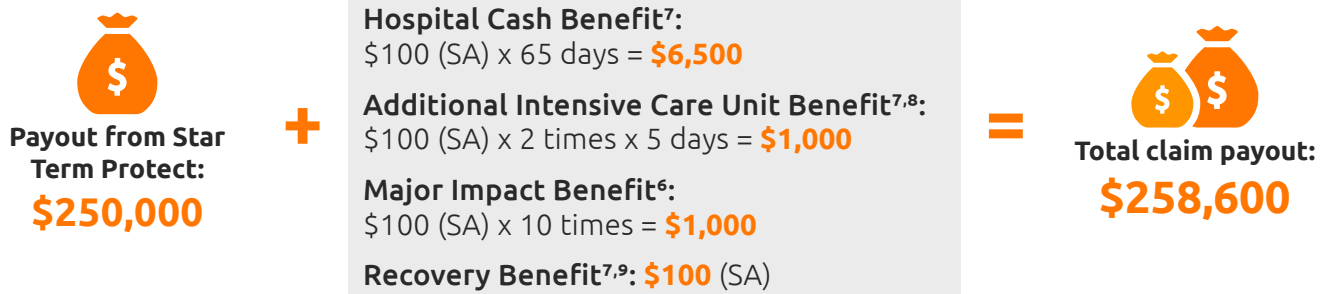 $
Payout from Star
Term Protect:
$250,000
+
Hospital Cash Benefit⁷:
$100 (SA) x 65 days = $6,500
Additional Intensive Care Unit Benefit⁷,⁸:
$100 (SA) x 2 times x 5 days = $1,000
Major Impact Benefit⁶:
$100 (SA) x 10 times = $1,000
Recovery Benefit⁷,⁹: $100 (SA)
=
$ $
Total claim payout:
$258,600